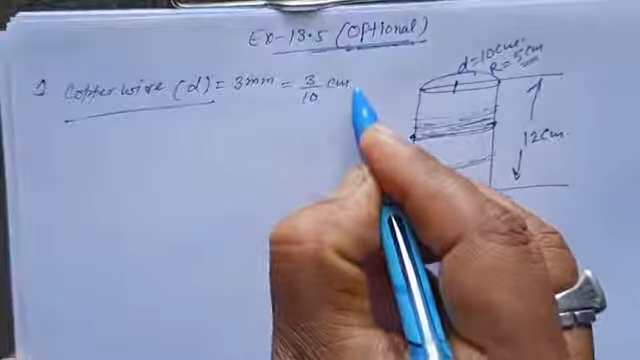 Ex-13.5 (Optional)
1 Copper wire (d) = 3mm = 3/10 cm
d=10cm.
R=5cm
12cm.